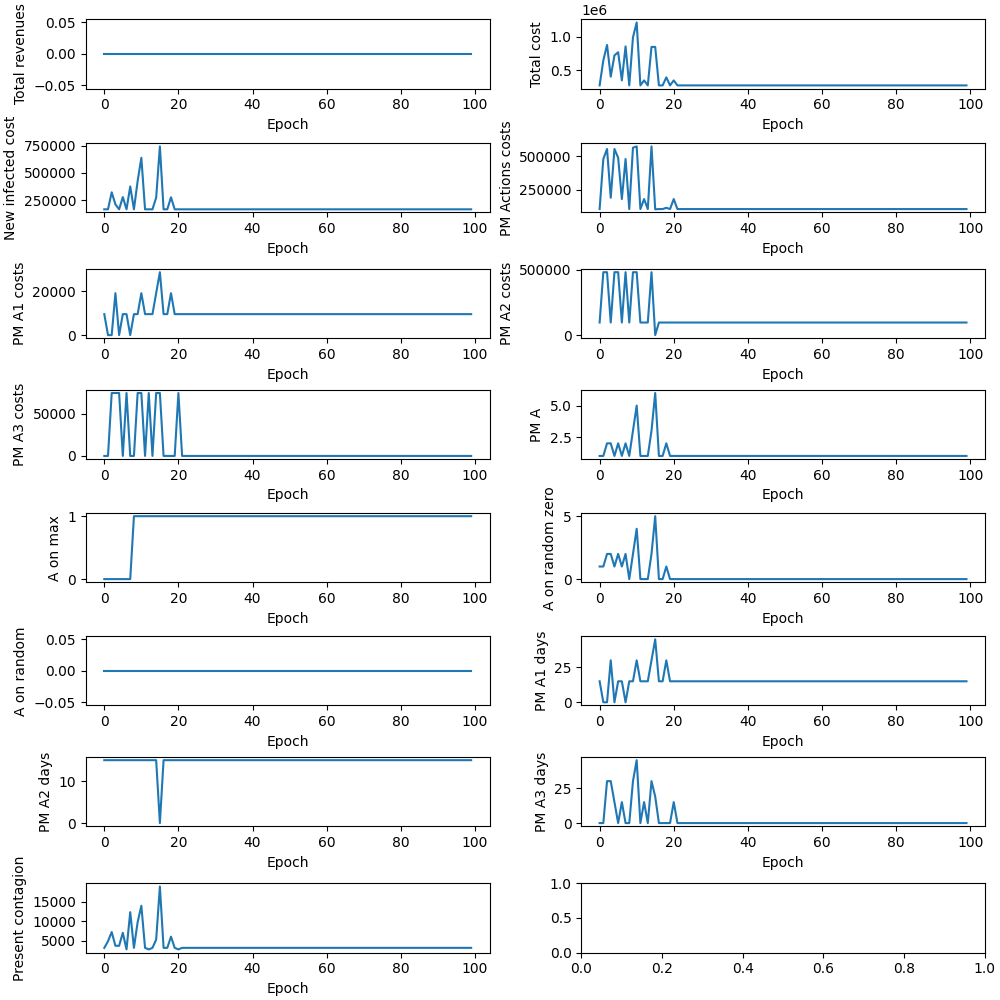 Total revenues
0.05
0.00
−0.05
0 20 40 60 80 100
Epoch
1e6
Total cost
1.0
0.5
0 20 40 60 80 100
Epoch
New infected cost
750000
500000
250000
0 20 40 60 80 100
Epoch
PM Actions costs
500000
250000
0 20 40 60 80 100
Epoch
PM A1 costs
20000
0
0 20 40 60 80 100
Epoch
PM A2 costs
500000
0
0 20 40 60 80 100
Epoch
PM A3 costs
50000
0
0 20 40 60 80 100
Epoch
PM A
5.0
2.5
0 20 40 60 80 100
Epoch
A on max
1
0
0 20 40 60 80 100
Epoch
A on random zero
5
0
0 20 40 60 80 100
Epoch
A on random
0.05
0.00
−0.05
0 20 40 60 80 100
Epoch
PM A1 days
25
0
0 20 40 60 80 100
Epoch
PM A2 days
10
0
0 20 40 60 80 100
Epoch
PM A3 days
25
0
0 20 40 60 80 100
Epoch
Present contagion
15000
10000
5000
0 20 40 60 80 100
Epoch
1.0
0.5
0.0
0.0 0.2 0.4 0.6 0.8 1.0